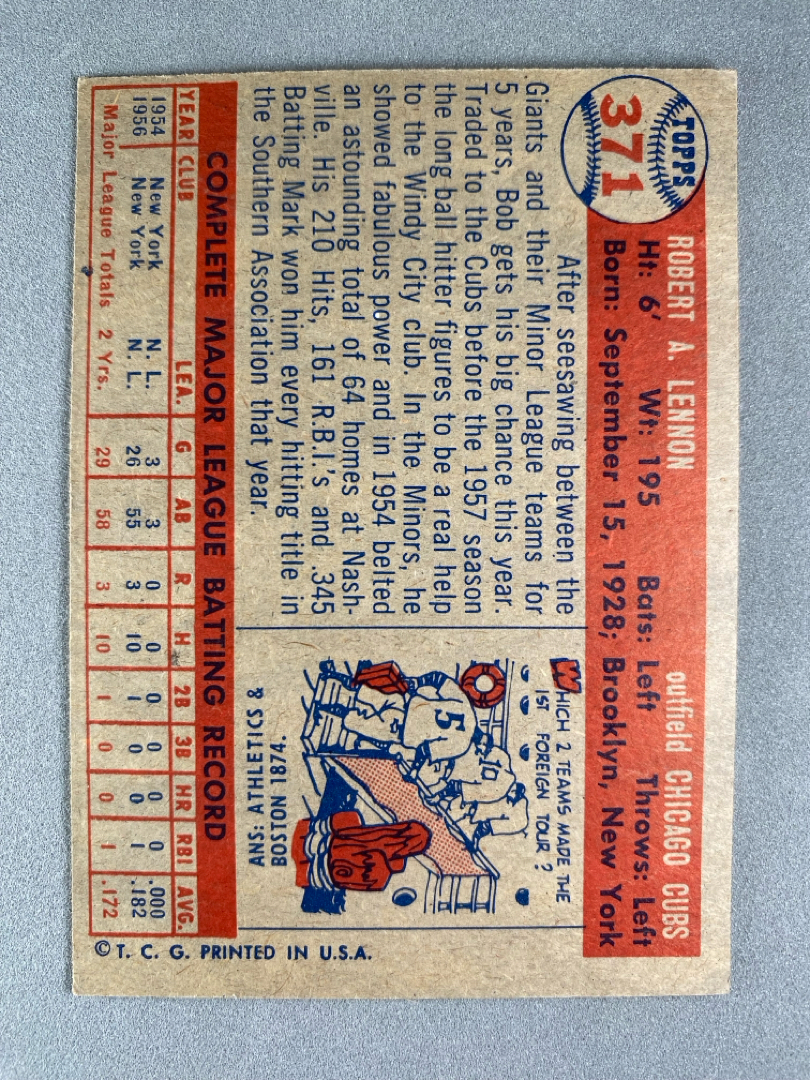 TOPPS
371
ROBERT A. LENNON outfield CHICAGO CUBS
Ht: 6' Wt: 195 Bats: Left Throws: Left
Born: September 15, 1928; Brooklyn, New York
After seesawing between the
Giants and their Minor League teams for
5 years, Bob gets his big chance this year.
Traded to the Cubs before the 1957 season
the long ball hitter figures to be a real help
to the Windy City club. In the Minors, he
showed fabulous power and in 1954 belted
an astounding total of 64 homes at Nash-
ville. His 210 Hits, 161 R.B.I.'s and .345
Batting Mark won him every hitting title in
the Southern Association that year.
WHICH 2 TEAMS MADE THE
1ST FOREIGN TOUR?
10
5
ANS: ATHLETICS &
BOSTON 1874.
COMPLETE MAJOR LEAGUE BATTING RECORD
YEAR CLUB LEA. G AB R H 2B 3B HR RBI AVG.
1954 New York N. L. 3 3 0 0 0 0 0 0 .000
1956 New York N. L. 26 55 3 10 1 0 0 1 .182
Major League Totals 2 Yrs. 29 58 3 10 1 0 0 1 .172
© T. C. G. PRINTED IN U.S.A.